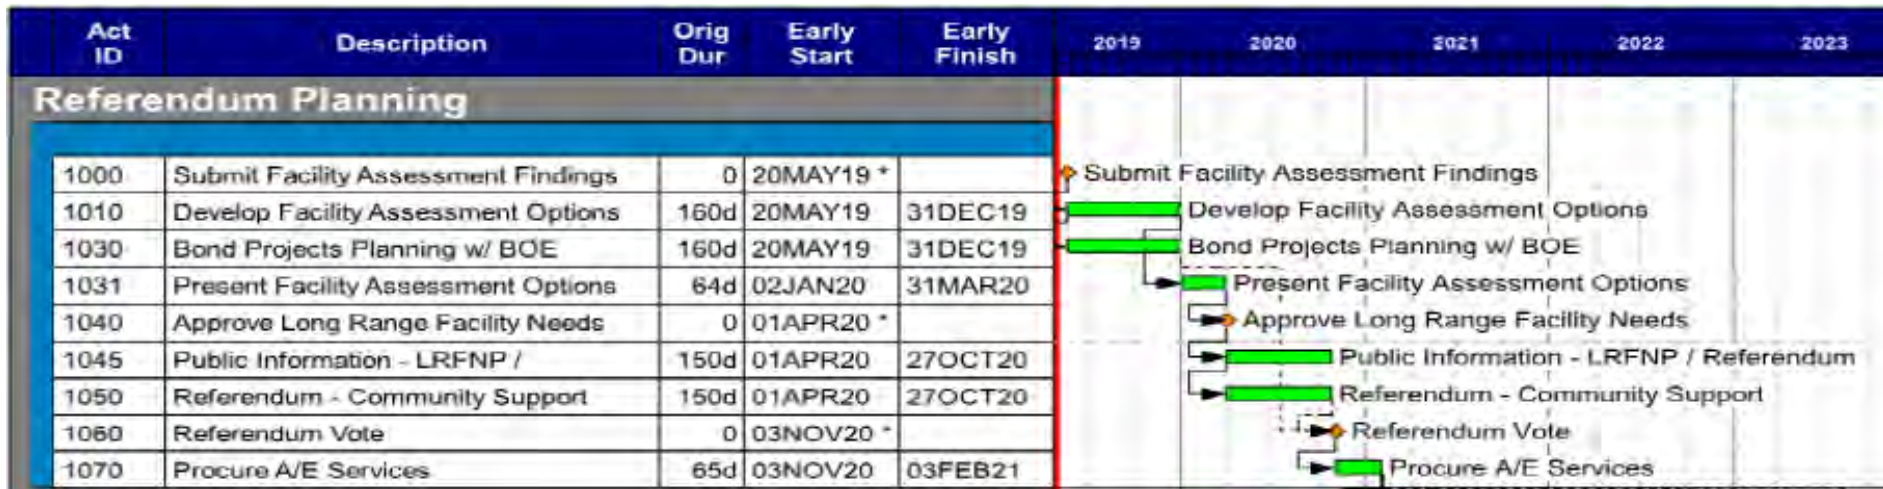 Act ID Description Orig Dur Early Start Early Finish 2019 2020 2021 2022 2023
Referendum Planning
1000 Submit Facility Assessment Findings 0 20MAY19 * Submit Facility Assessment Findings
1010 Develop Facility Assessment Options 160d 20MAY19 31DEC19 Develop Facility Assessment Options
1030 Bond Projects Planning w/ BOE 160d 20MAY19 31DEC19 Bond Projects Planning w/ BOE
1031 Present Facility Assessment Options 64d 02JAN20 31MAR20 Present Facility Assessment Options
1040 Approve Long Range Facility Needs 0 01APR20 * Approve Long Range Facility Needs
1045 Public Information - LRFNP / 150d 01APR20 27OCT20 Public Information - LRFNP / Referendum
1050 Referendum - Community Support 150d 01APR20 27OCT20 Referendum - Community Support
1060 Referendum Vote 0 03NOV20 * Referendum Vote
1070 Procure A/E Services 65d 03NOV20 03FEB21 Procure A/E Services